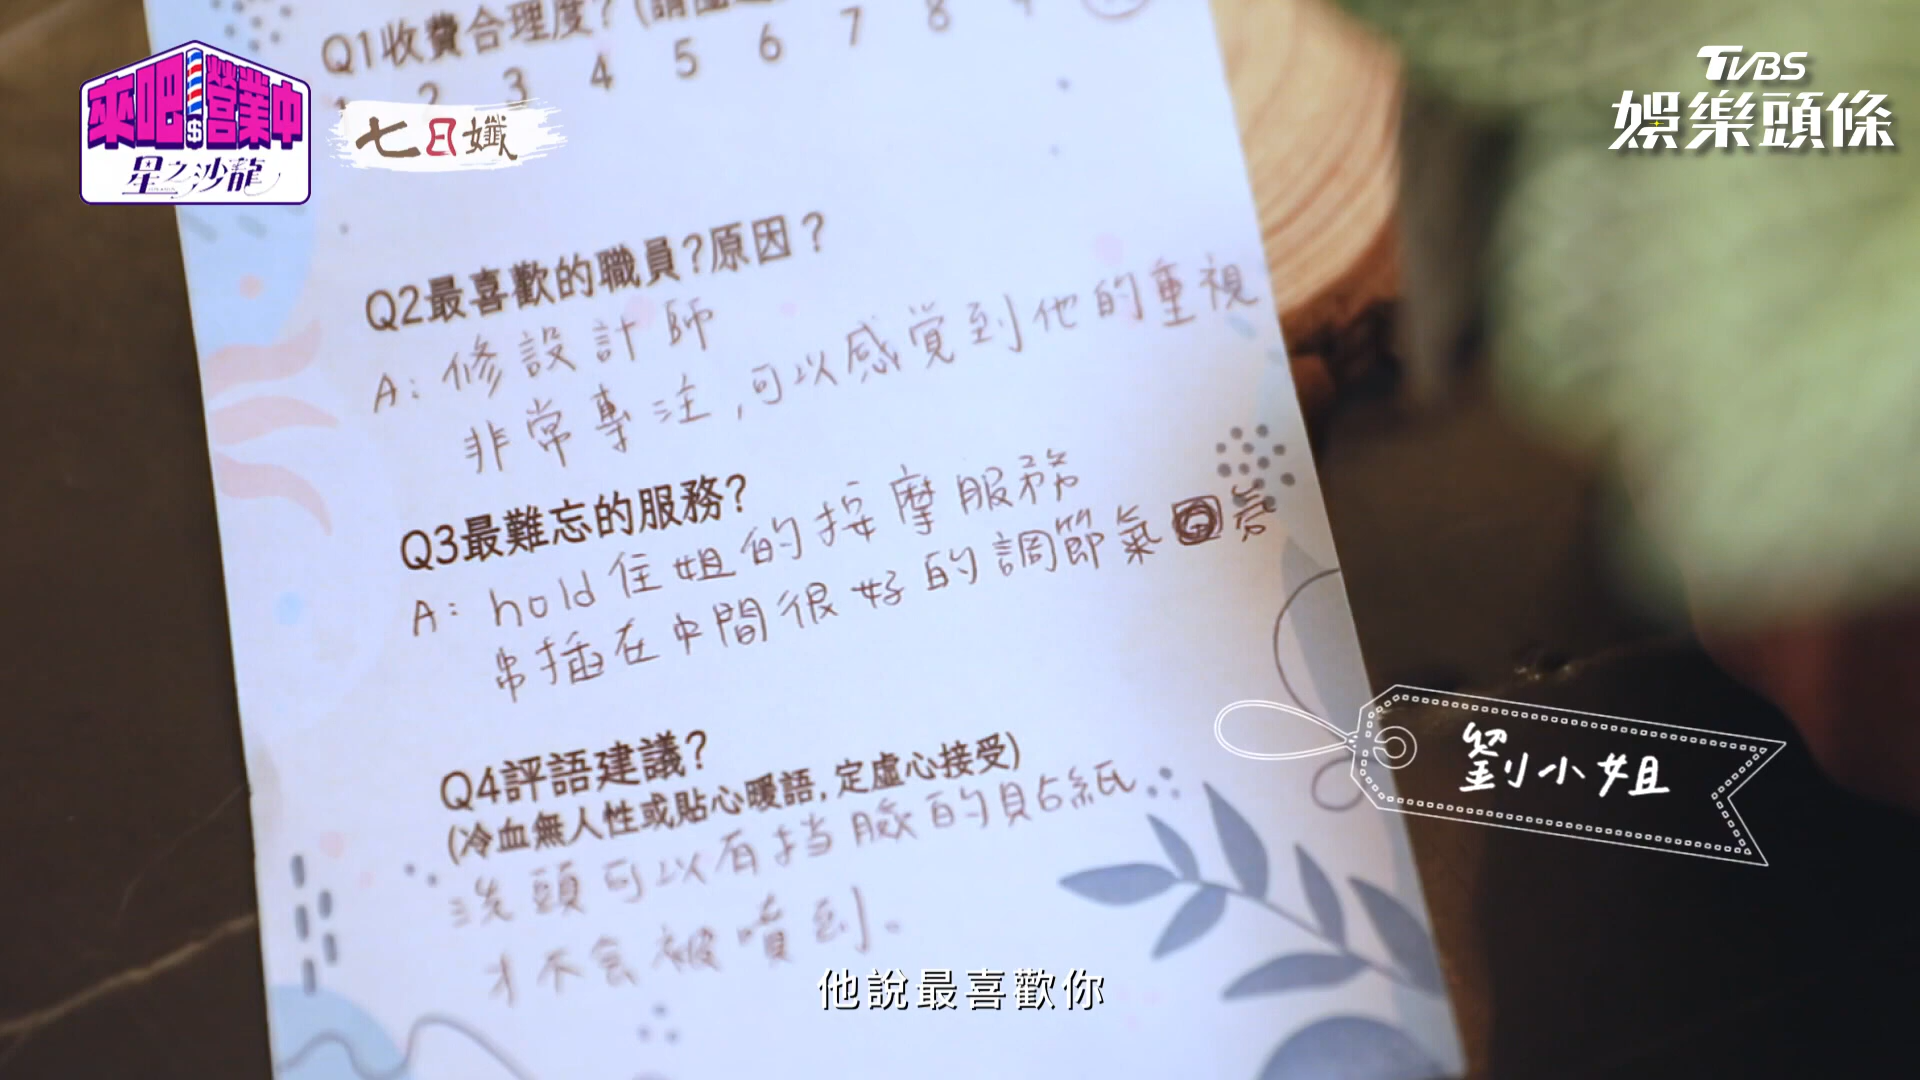 來吧營業中
$
星之沙龍
七日孅
TVBS
娛樂頭條
Q1收費合理度?
1 2 3 4 5 6 7 8 9
Q2最喜歡的職員?原因?
A: 修設計師
非常專注,可以感覚到他的重視
Q3最難忘的服務?
A: hold住姐的按摩服務
串插在中間很好的調節氣氛
Q4評語建議?
(冷血無人性或貼心暖語,定虛心接受)
洗頭可以有挡臉的貼紙
才不会被噴到。
劉小姐
他說最喜歡你